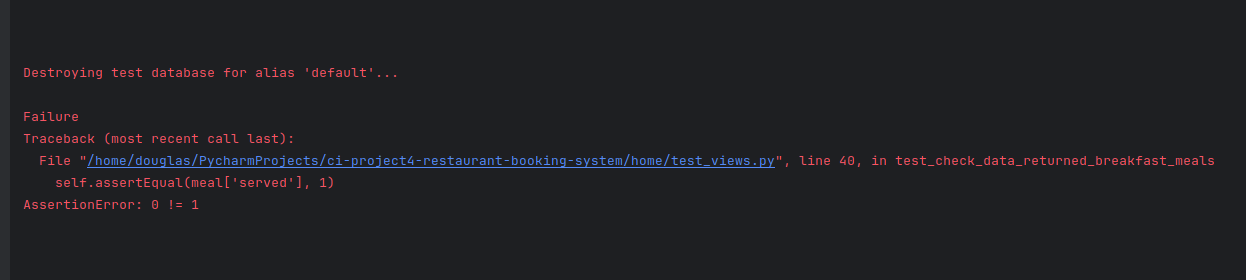 Destroying test database for alias 'default'...
Failure
Traceback (most recent call last):
  File "/home/douglas/PycharmProjects/ci-project4-restaurant-booking-system/home/test_views.py", line 40, in test_check_data_returned_breakfast_meals
    self.assertEqual(meal['served'], 1)
AssertionError: 0 != 1